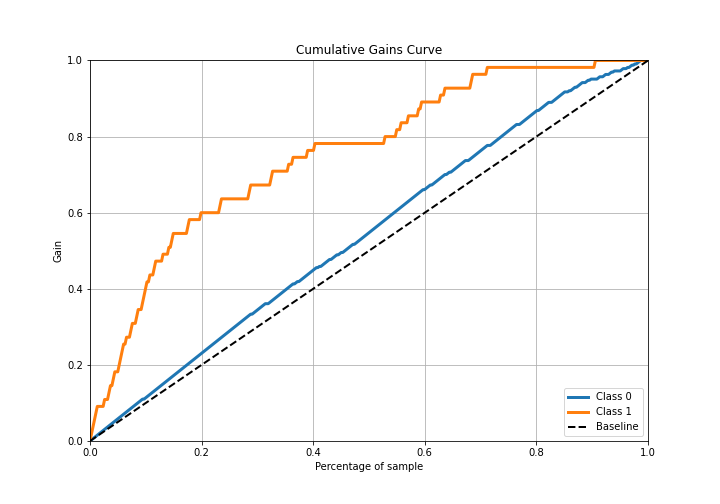 Cumulative Gains Curve
1.0
0.8
0.6
0.4
0.2
0.0
Gain
0.0 0.2 0.4 0.6 0.8 1.0
Percentage of sample
Class 0
Class 1
Baseline